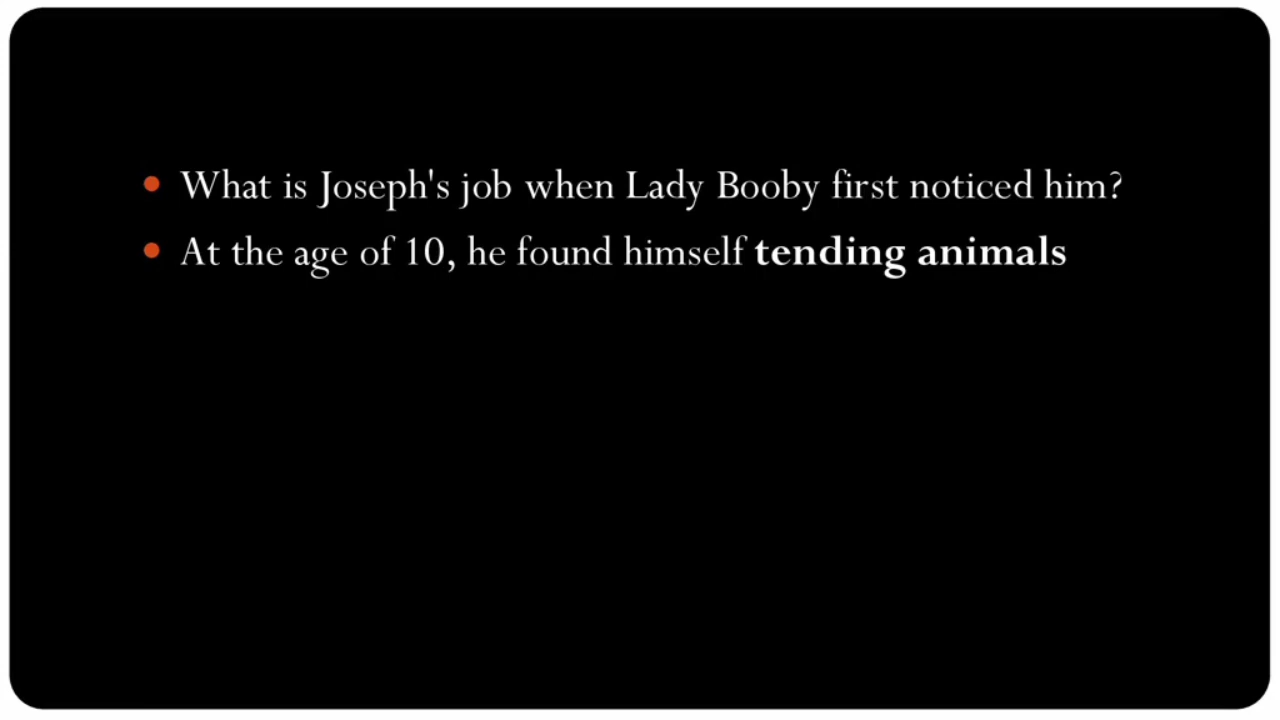 • What is Joseph's job when Lady Booby first noticed him?
• At the age of 10, he found himself tending animals